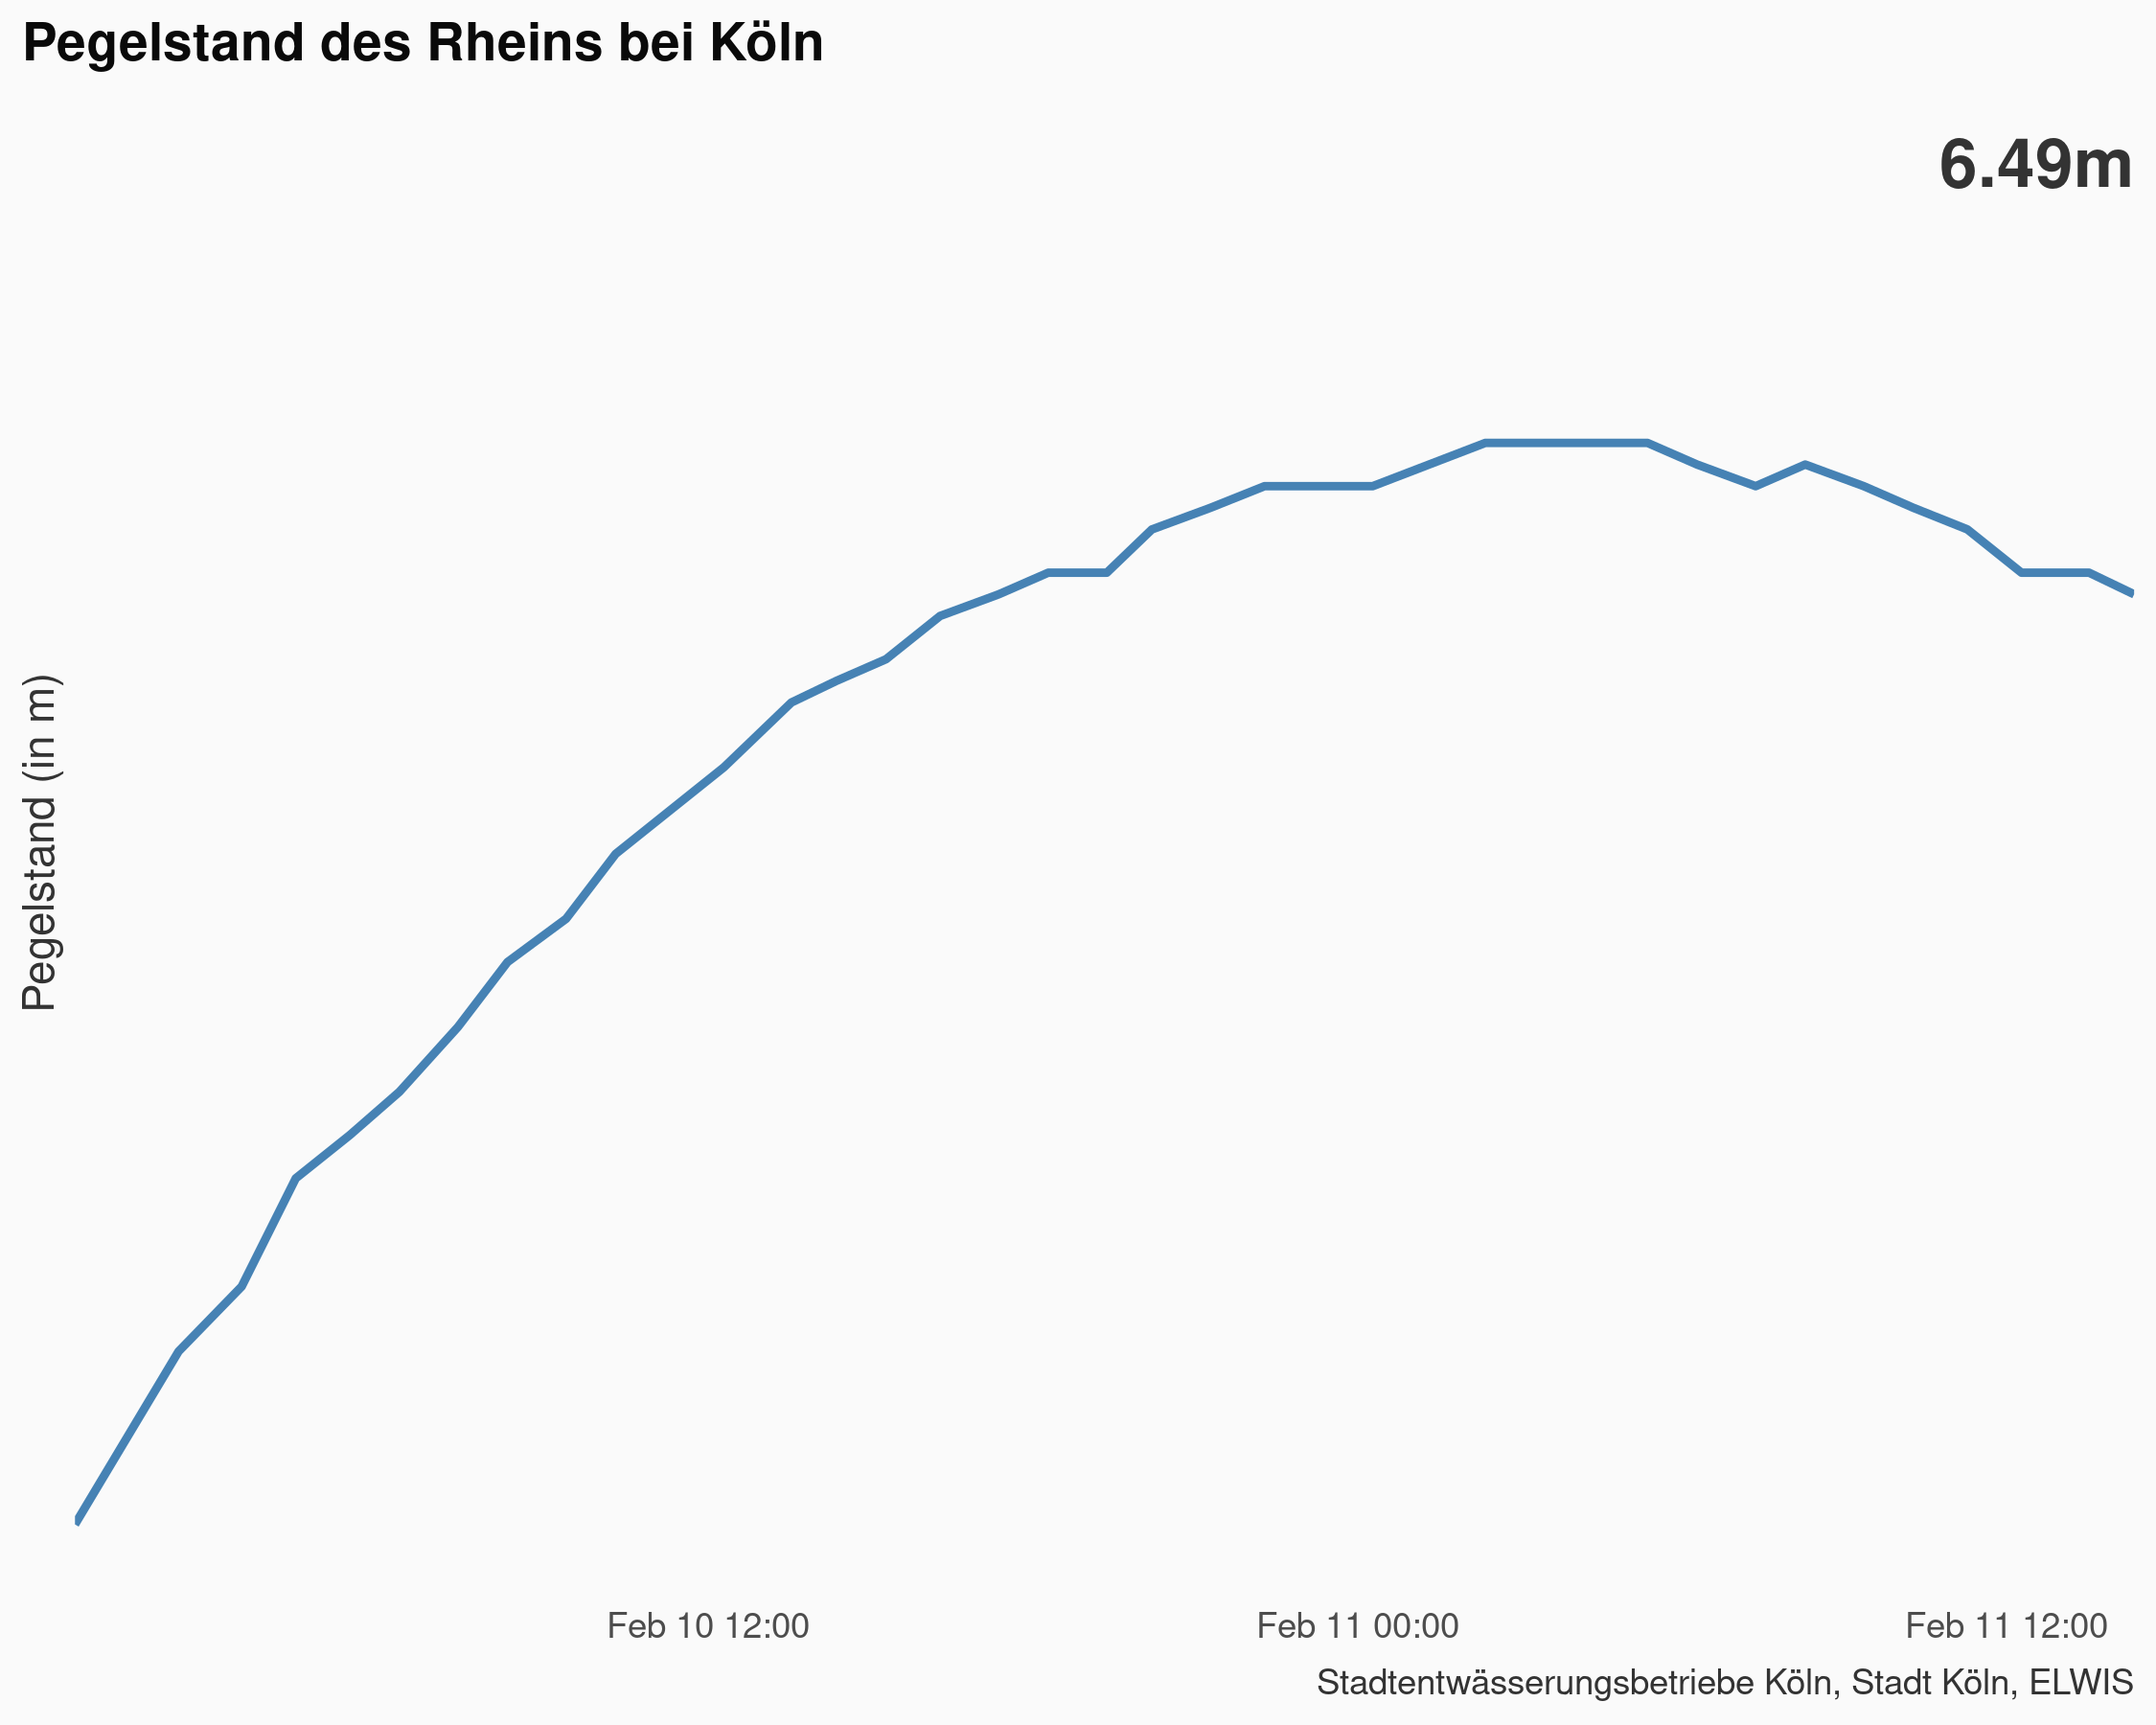 Pegelstand des Rheins bei Köln
6.49m
Pegelstand (in m)
Feb 10 12:00
Feb 11 00:00
Feb 11 12:00
Stadtentwässerungsbetriebe Köln, Stadt Köln, ELWIS